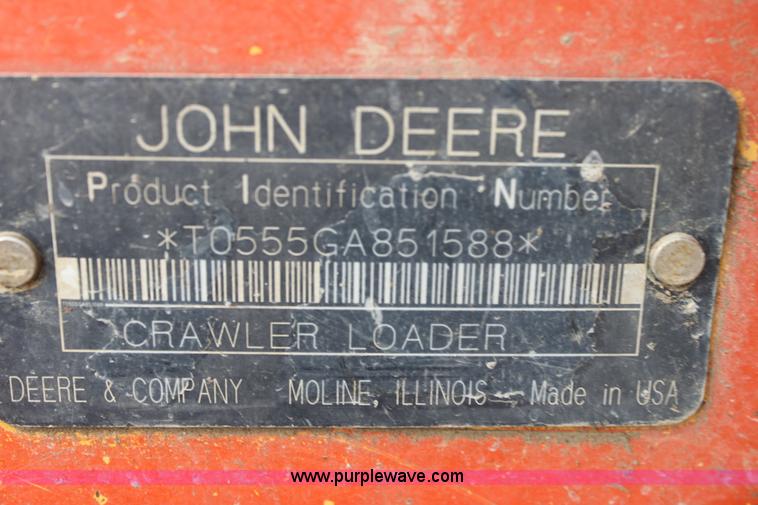 JOHN DEERE
Product Identification Number
*T0555GA851588*
CRAWLER LOADER
DEERE & COMPANY MOLINE, ILLINOIS Made in USA
www.purplewave.com